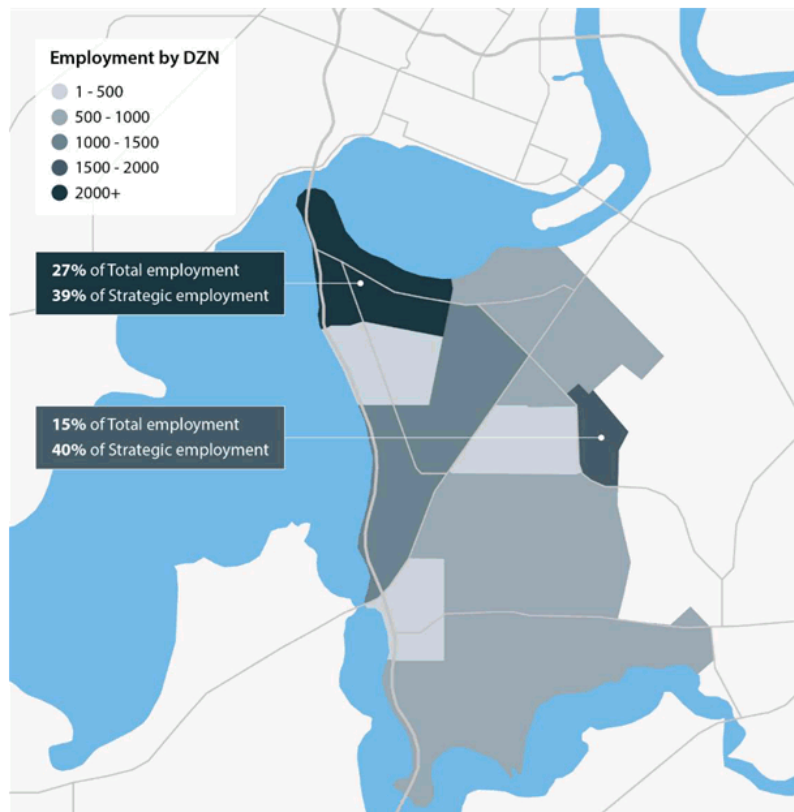 Employment by DZN
1 - 500
500 - 1000
1000 - 1500
1500 - 2000
2000+
27% of Total employment
39% of Strategic employment
15% of Total employment
40% of Strategic employment